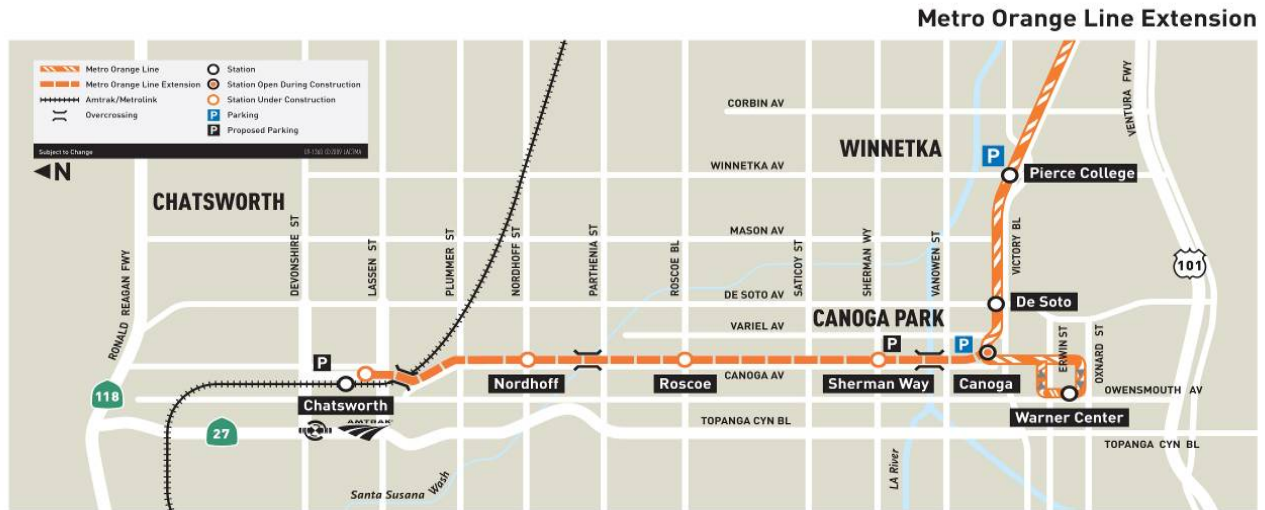 Metro Orange Line Extension
Metro Orange Line
Metro Orange Line Extension
Amtrak/Metrolink
Overcrossing
Station
Station Open During Construction
Station Under Construction
P Parking
P Proposed Parking
Subject to Change
N
CHATSWORTH
WINNETKA
CANOGA PARK
CORBIN AV
WINNETKA AV
MASON AV
DE SOTO AV
VARIEL AV
CANOGA AV
OWENSMOUTH AV
TOPANGA CYN BL
TOPANGA CYN BL
RONALD REAGAN FWY
DEVONSHIRE ST
LASSEN ST
PLUMMER ST
NORDHOFF ST
PARTHENIA ST
ROSCOE BL
SATICOY ST
SHERMAN WY
VANOWEN ST
VICTORY BL
ERWIN ST
OXNARD ST
VENTURA FWY
P
Pierce College
De Soto
P
P
P
Chatsworth
Nordhoff
Roscoe
Sherman Way
Canoga
Warner Center
AMTRAK
118
27
101
Santa Susana Wash
LA River